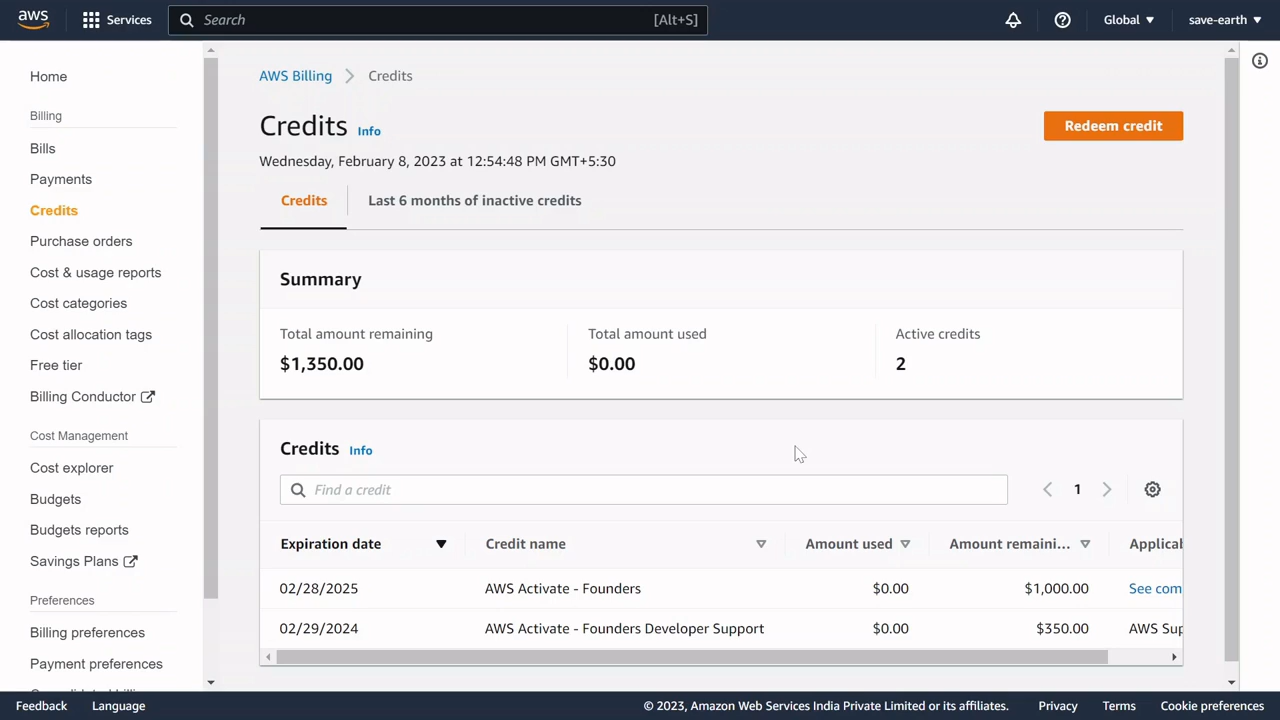 aws Services Search [Alt+S] Global save-earth
Home
Billing
Bills
Payments
Credits
Purchase orders
Cost & usage reports
Cost categories
Cost allocation tags
Free tier
Billing Conductor
Cost Management
Cost explorer
Budgets
Budgets reports
Savings Plans
Preferences
Billing preferences
Payment preferences
AWS Billing Credits
Credits Info
Redeem credit
Wednesday, February 8, 2023 at 12:54:48 PM GMT+5:30
Credits Last 6 months of inactive credits
Summary
Total amount remaining Total amount used Active credits
$1,350.00 $0.00 2
Credits Info
Find a credit 1
Expiration date Credit name Amount used Amount remaini... Applicab
02/28/2025 AWS Activate - Founders $0.00 $1,000.00 See com
02/29/2024 AWS Activate - Founders Developer Support $0.00 $350.00 AWS Sup
Feedback Language © 2023, Amazon Web Services India Private Limited or its affiliates. Privacy Terms Cookie preferences